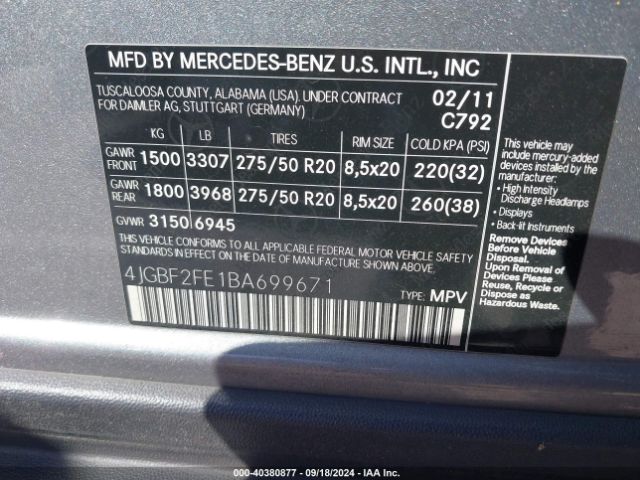 MFD BY MERCEDES-BENZ U.S. INTL., INC
TUSCALOOSA COUNTY, ALABAMA (USA). UNDER CONTRACT
FOR DAIMLER AG, STUTTGART (GERMANY)
02/11
C792
KG LB TIRES RIM SIZE COLD KPA (PSI)
GAWR
FRONT 1500 3307 275/50 R20 8,5x20 220(32)
GAWR
REAR 1800 3968 275/50 R20 8,5x20 260(38)
GVWR 3150 6945
THIS VEHICLE CONFORMS TO ALL APPLICABLE FEDERAL MOTOR VEHICLE SAFETY
STANDARDS IN EFFECT ON THE DATE OF MANUFACTURE SHOWN ABOVE.
4JGBF2FE1BA699671
TYPE: MPV
This vehicle may
include mercury-added
devices installed by the
manufacturer:
• High Intensity
Discharge Headlamps
• Displays
• Back-lit Instruments
Remove Devices
Before Vehicle
Disposal.
Upon Removal of
Devices Please
Reuse, Recycle or
Dispose as
Hazardous Waste.
000-40380877 - 09/18/2024 - IAA Inc.